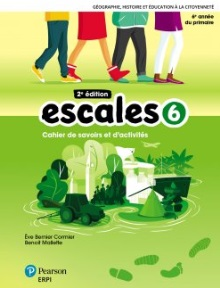 GÉOGRAPHIE, HISTOIRE ET ÉDUCATION À LA CITOYENNETÉ
6e année
du primaire
2e édition
escales 6
Cahier de savoirs et d'activités
Ève Bernier Cormier
Benoit Mallette
Pearson
ERPI